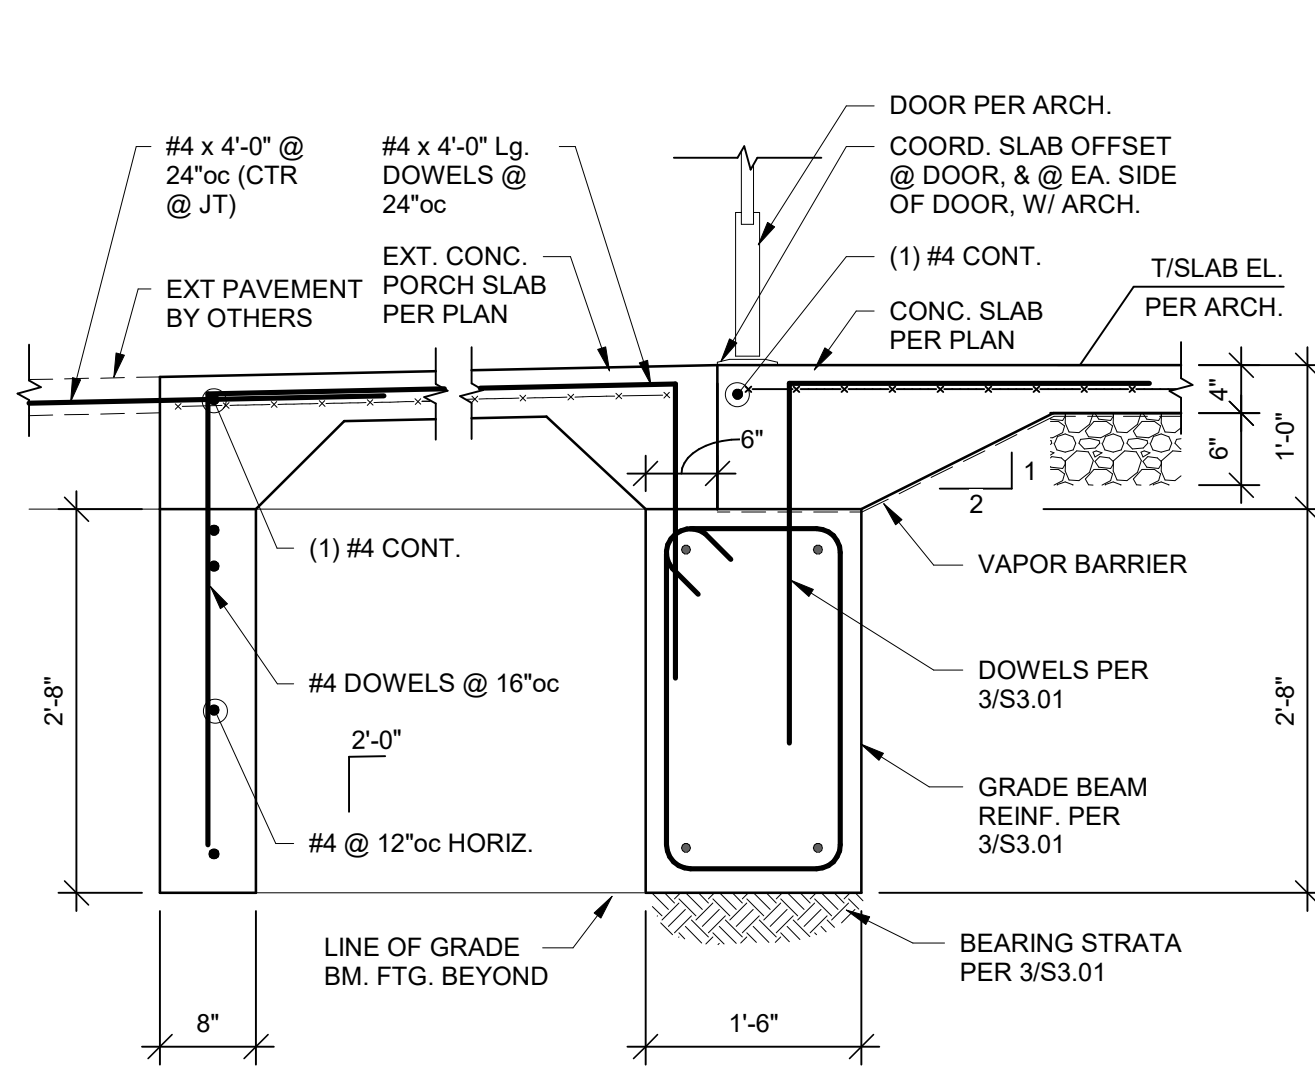 DOOR PER ARCH.
#4 x 4'-0" @
24"oc (CTR
@ JT)
#4 x 4'-0" Lg.
DOWELS @
24"oc
COORD. SLAB OFFSET
@ DOOR, & @ EA. SIDE
OF DOOR, W/ ARCH.
EXT. CONC.
PORCH SLAB
PER PLAN
(1) #4 CONT.
T/SLAB EL.
PER ARCH.
EXT PAVEMENT
BY OTHERS
CONC. SLAB
PER PLAN
4"
1'-0"
6"
6"
1
2
(1) #4 CONT.
VAPOR BARRIER
#4 DOWELS @ 16"oc
DOWELS PER
3/S3.01
2'-8"
2'-8"
2'-0"
GRADE BEAM
REINF. PER
3/S3.01
#4 @ 12"oc HORIZ.
LINE OF GRADE
BM. FTG. BEYOND
BEARING STRATA
PER 3/S3.01
8"
1'-6"